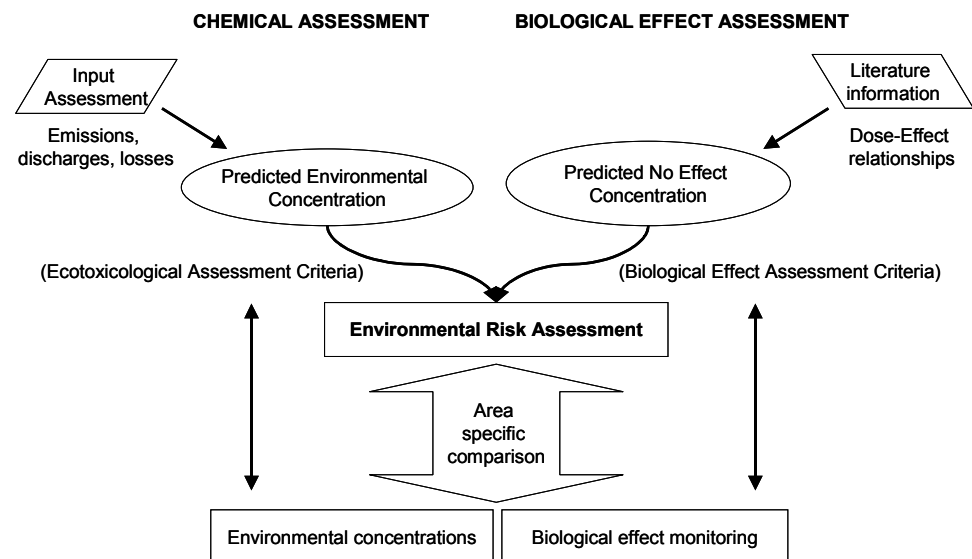 CHEMICAL ASSESSMENT
BIOLOGICAL EFFECT ASSESSMENT
Input
Assessment
Literature
information
Emissions,
discharges, losses
Dose-Effect
relationships
Predicted Environmental
Concentration
Predicted No Effect
Concentration
(Ecotoxicological Assessment Criteria)
(Biological Effect Assessment Criteria)
Environmental Risk Assessment
Area
specific
comparison
Environmental concentrations
Biological effect monitoring